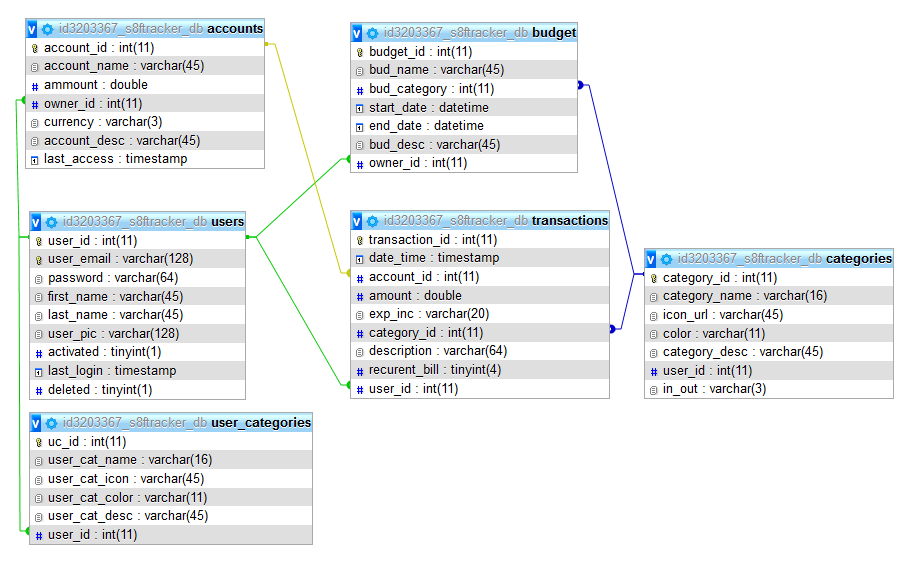 v id3203367_s8ftracker_db accounts
account_id : int(11)
account_name : varchar(45)
# ammount : double
# owner_id : int(11)
currency : varchar(3)
account_desc : varchar(45)
last_access : timestamp
v id3203367_s8ftracker_db budget
budget_id : int(11)
bud_name : varchar(45)
# bud_category : int(11)
start_date : datetime
end_date : datetime
bud_desc : varchar(45)
# owner_id : int(11)
v id3203367_s8ftracker_db users
user_id : int(11)
user_email : varchar(128)
password : varchar(64)
first_name : varchar(45)
last_name : varchar(45)
user_pic : varchar(128)
# activated : tinyint(1)
last_login : timestamp
# deleted : tinyint(1)
v id3203367_s8ftracker_db transactions
transaction_id : int(11)
date_time : timestamp
# account_id : int(11)
# amount : double
exp_inc : varchar(20)
# category_id : int(11)
description : varchar(64)
# recurent_bill : tinyint(4)
# user_id : int(11)
v id3203367_s8ftracker_db categories
category_id : int(11)
category_name : varchar(16)
icon_url : varchar(45)
color : varchar(11)
category_desc : varchar(45)
# user_id : int(11)
in_out : varchar(3)
v id3203367_s8ftracker_db user_categories
uc_id : int(11)
user_cat_name : varchar(16)
user_cat_icon : varchar(45)
user_cat_color : varchar(11)
user_cat_desc : varchar(45)
# user_id : int(11)